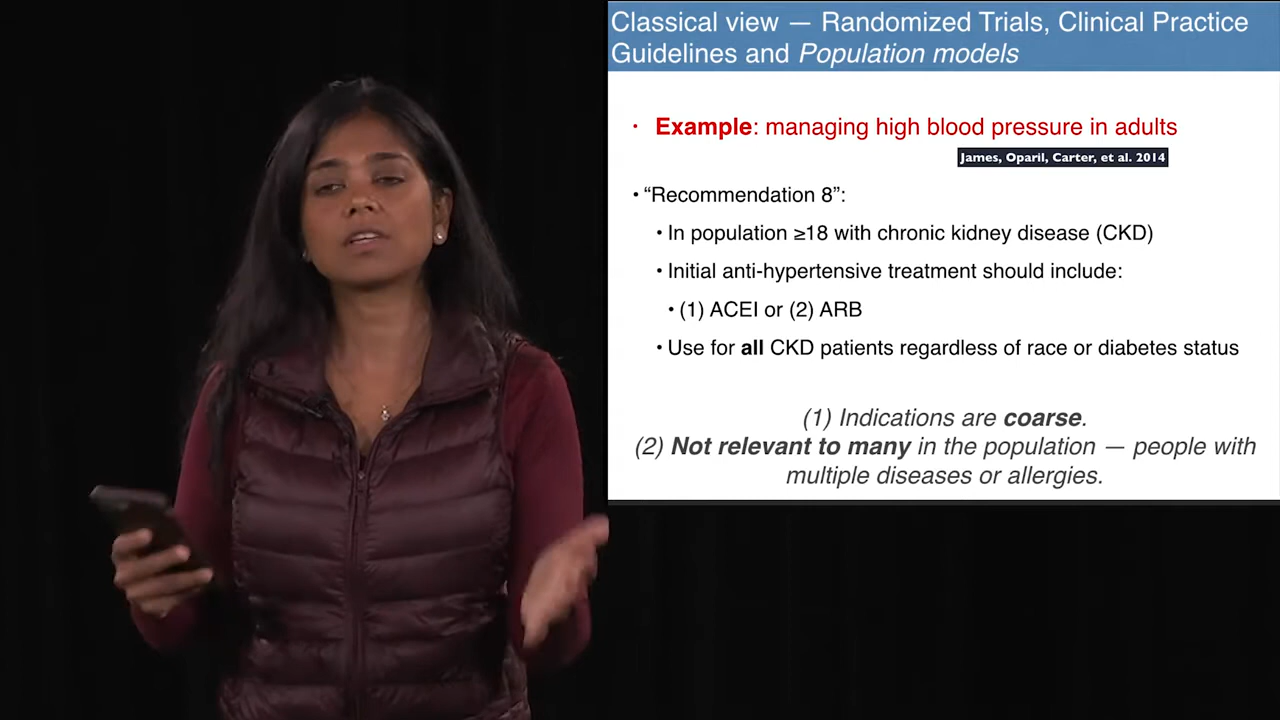 Classical view — Randomized Trials, Clinical Practice
Guidelines and Population models
• Example: managing high blood pressure in adults
James, Oparil, Carter, et al. 2014
• “Recommendation 8”:
• In population ≥18 with chronic kidney disease (CKD)
• Initial anti-hypertensive treatment should include:
• (1) ACEI or (2) ARB
• Use for all CKD patients regardless of race or diabetes status
(1) Indications are coarse.
(2) Not relevant to many in the population — people with
multiple diseases or allergies.